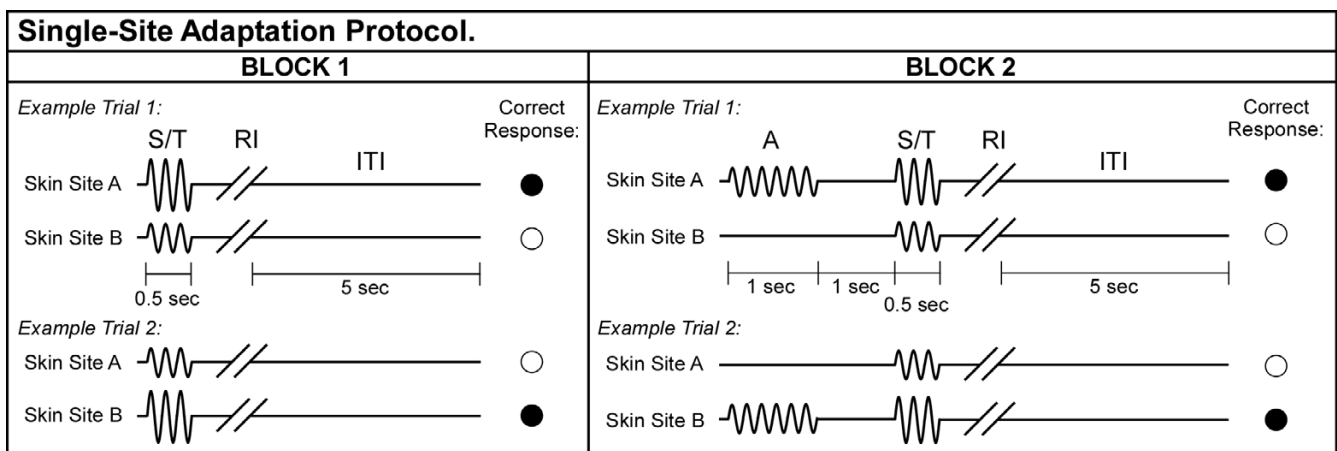 Single-Site Adaptation Protocol.
BLOCK 1
Example Trial 1:
Correct
Response:
S/T RI ITI
Skin Site A
Skin Site B
0.5 sec
5 sec
Example Trial 2:
Skin Site A
Skin Site B
BLOCK 2
Example Trial 1:
Correct
Response:
A S/T RI ITI
Skin Site A
Skin Site B
1 sec 1 sec 0.5 sec 5 sec
Example Trial 2:
Skin Site A
Skin Site B